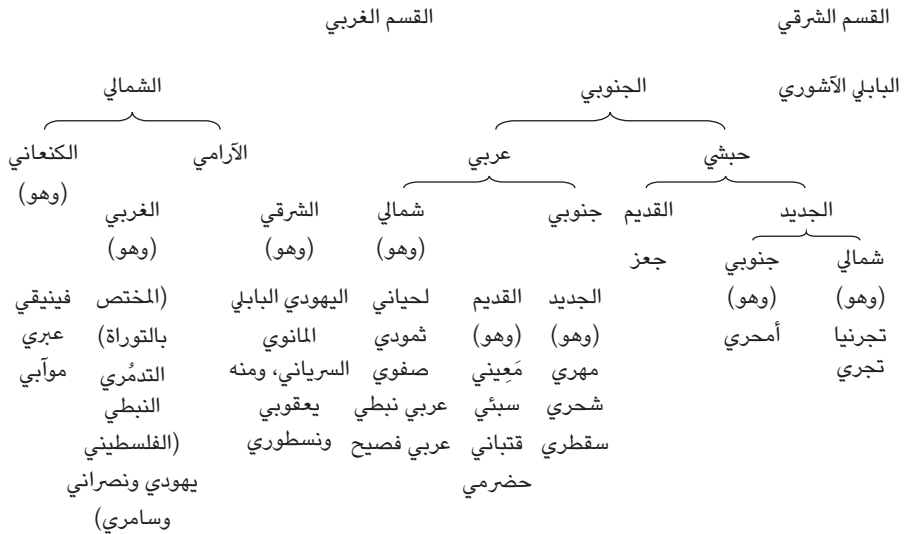 القسم الشرقي القسم الغربي
البابلي الآشوري الجنوبي الشمالي
حبشي عربي الآرامي الكنعاني
(وهو)
الجديد القديم جنوبي شمالي الشرقي الغربي
(وهو) (وهو) (وهو)
شمالي جنوبي جعز
(وهو) (وهو) الجديد القديم لحياني اليهودي البابلي (المختص فينيقي
تجرنيا أمحري (وهو) (وهو) ثمودي المانوي بالتوراة) عبري
تجري مهري مَعِيني صفوي السرياني، ومنه التدمُري موآبي
شحري سبئي عربي نبطي يعقوبي النبطي
سقطري قتباني عربي فصيح ونسطوري (الفلسطيني
حضرمي يهودي ونصراني
وسامري)